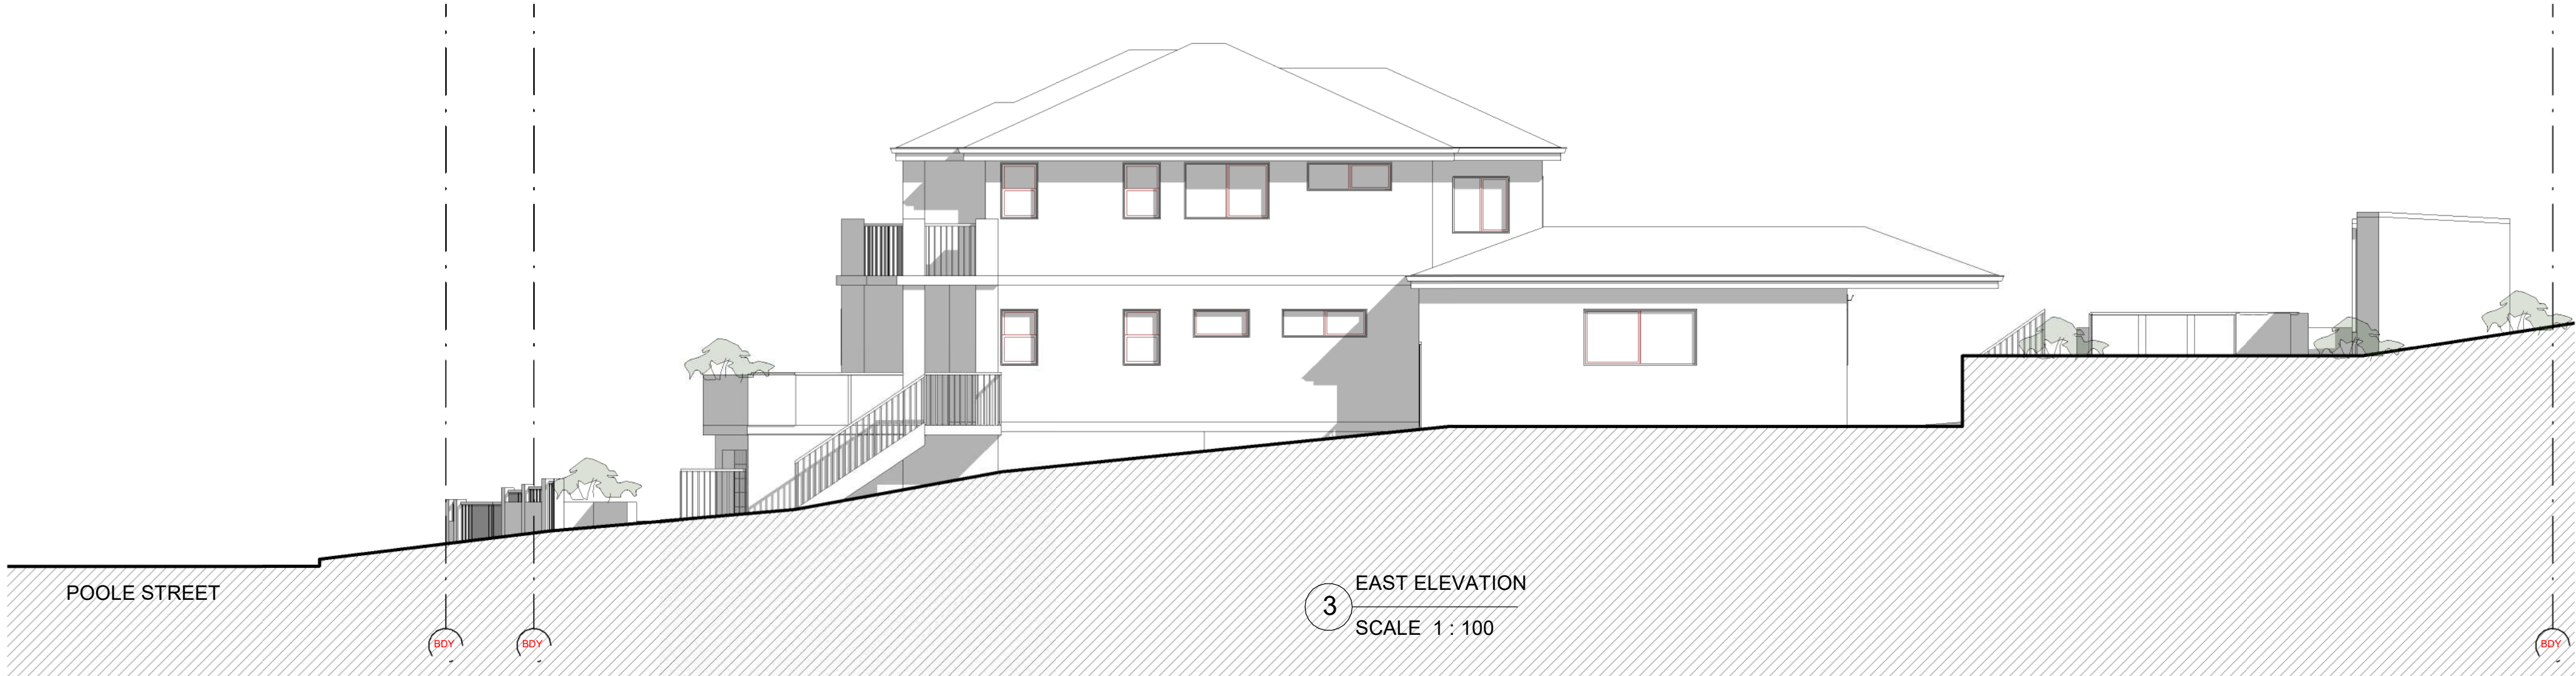 POOLE STREET
3
EAST ELEVATION
SCALE 1 : 100
BDY
BDY
BDY